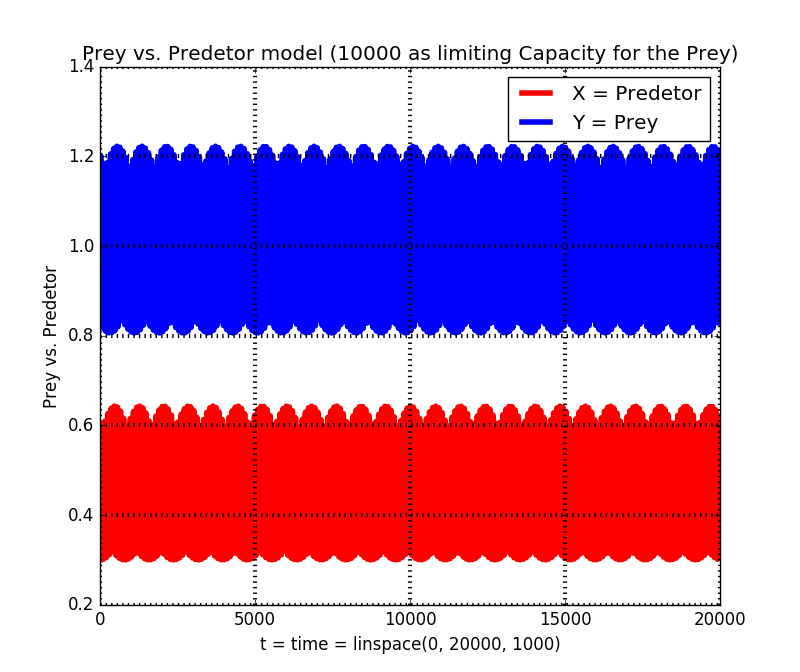 Prey vs. Predetor model (10000 as limiting Capacity for the Prey)
1.4
X = Predetor
Y = Prey
1.2
1.0
Prey vs. Predetor
0.8
0.6
0.4
0.2
0 5000 10000 15000 20000
t = time = linspace(0, 20000, 1000)